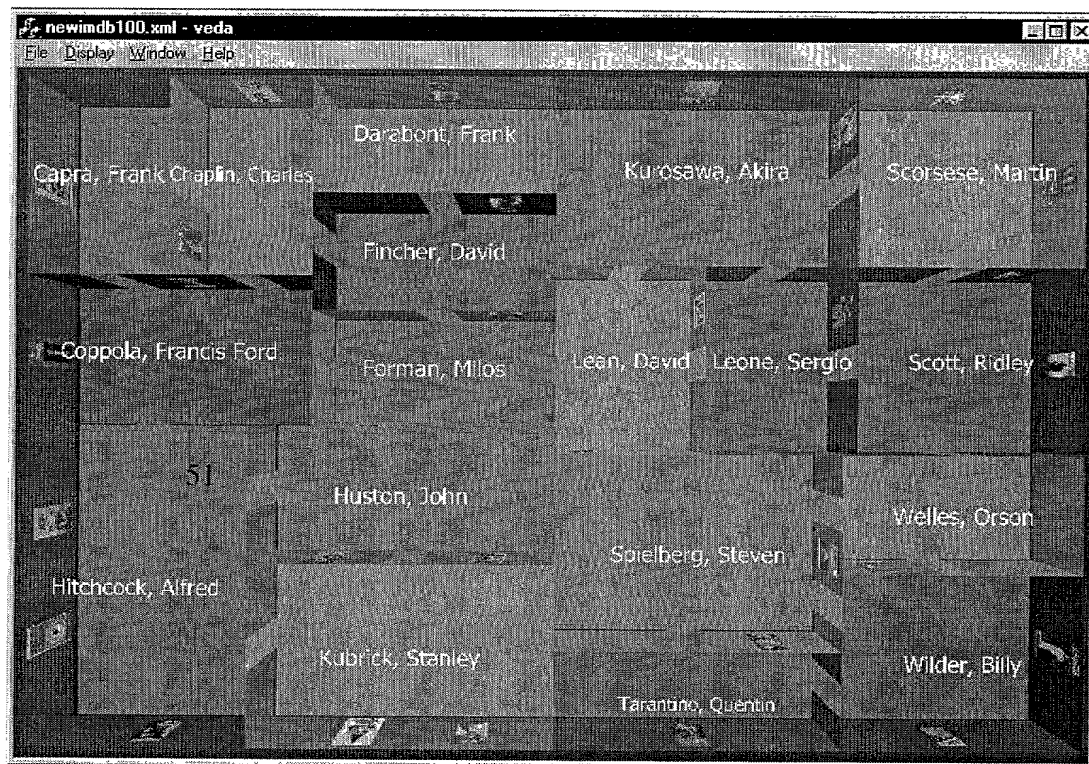 newimdb100.xml - veda
File Display Window Help
Darabont, Frank
Capra, Frank Chaplin, Charles
Kurosawa, Akira
Scorsese, Martin
Fincher, David
Coppola, Francis Ford
Forman, Milos
Lean, David
Leone, Sergio
Scott, Ridley
51
Huston, John
Welles, Orson
Spielberg, Steven
Hitchcock, Alfred
Kubrick, Stanley
Wilder, Billy
Tarantino, Quentin